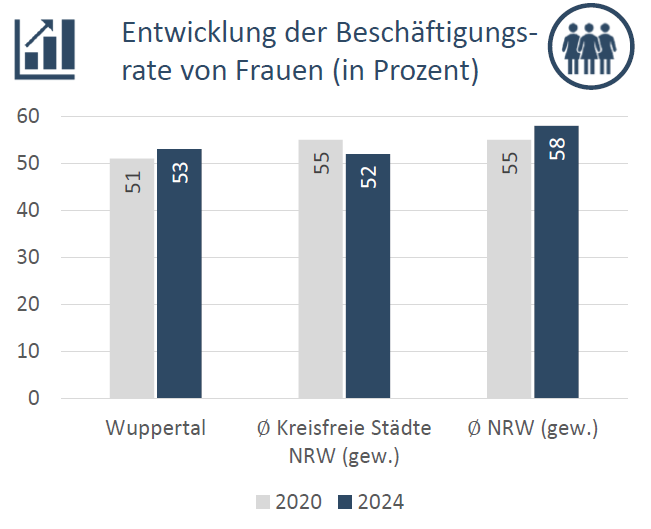 Entwicklung der Beschäftigungs-
rate von Frauen (in Prozent)
60
50
40
30
20
10
0
51
53
55
52
55
58
Wuppertal
Ø Kreisfreie Städte
NRW (gew.)
Ø NRW (gew.)
2020
2024